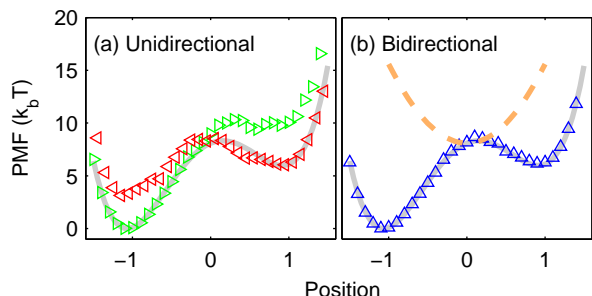 (a) Unidirectional
(b) Bidirectional
PMF (k_bT)
20
15
10
5
0
−1
0
1
−1
0
1
Position